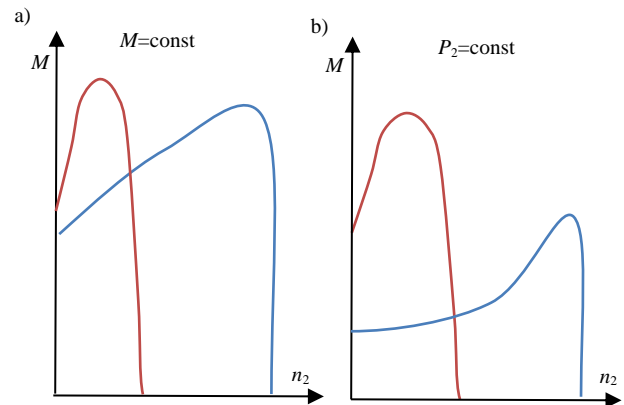 a)
M=const
M
n₂
b)
P₂=const
M
n₂